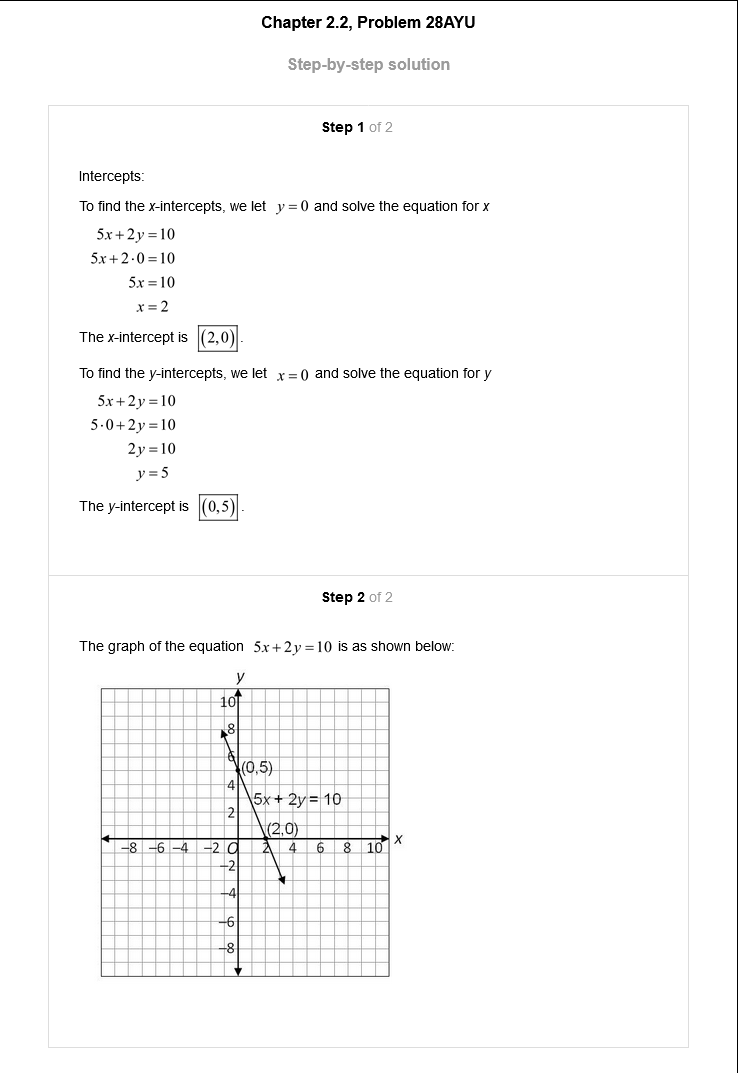 Chapter 2.2, Problem 28AYU
Step-by-step solution
Step 1 of 2
Intercepts:
To find the x-intercepts, we let y = 0 and solve the equation for x
5x + 2y = 10
5x + 2·0 = 10
5x = 10
x = 2
The x-intercept is (2,0).
To find the y-intercepts, we let x = 0 and solve the equation for y
5x + 2y = 10
5·0 + 2y = 10
2y = 10
y = 5
The y-intercept is (0,5).
Step 2 of 2
The graph of the equation 5x + 2y = 10 is as shown below:
y
10
8
6
(0,5)
4
5x + 2y = 10
2
(2,0)
x
−8 −6 −4 −2 O 2 4 6 8 10
−2
−4
−6
−8